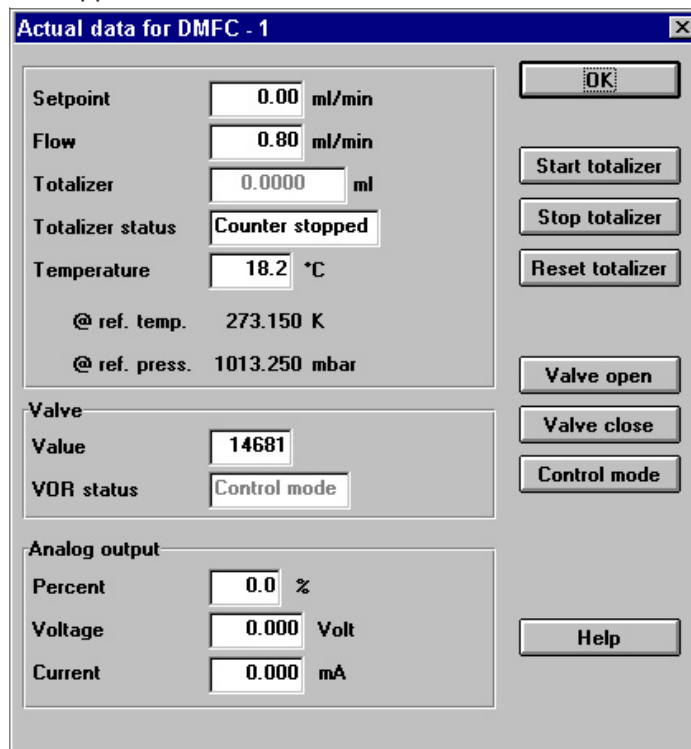 Actual data for DMFC - 1
OK
Setpoint 0.00 ml/min
Flow 0.80 ml/min
Totalizer 0.0000 ml
Totalizer status Counter stopped
Temperature 18.2 °C
@ ref. temp. 273.150 K
@ ref. press. 1013.250 mbar
Start totalizer
Stop totalizer
Reset totalizer
Valve open
Valve close
Control mode
Valve
Value 14681
VOR status Control mode
Analog output
Percent 0.0 %
Voltage 0.000 Volt
Current 0.000 mA
Help